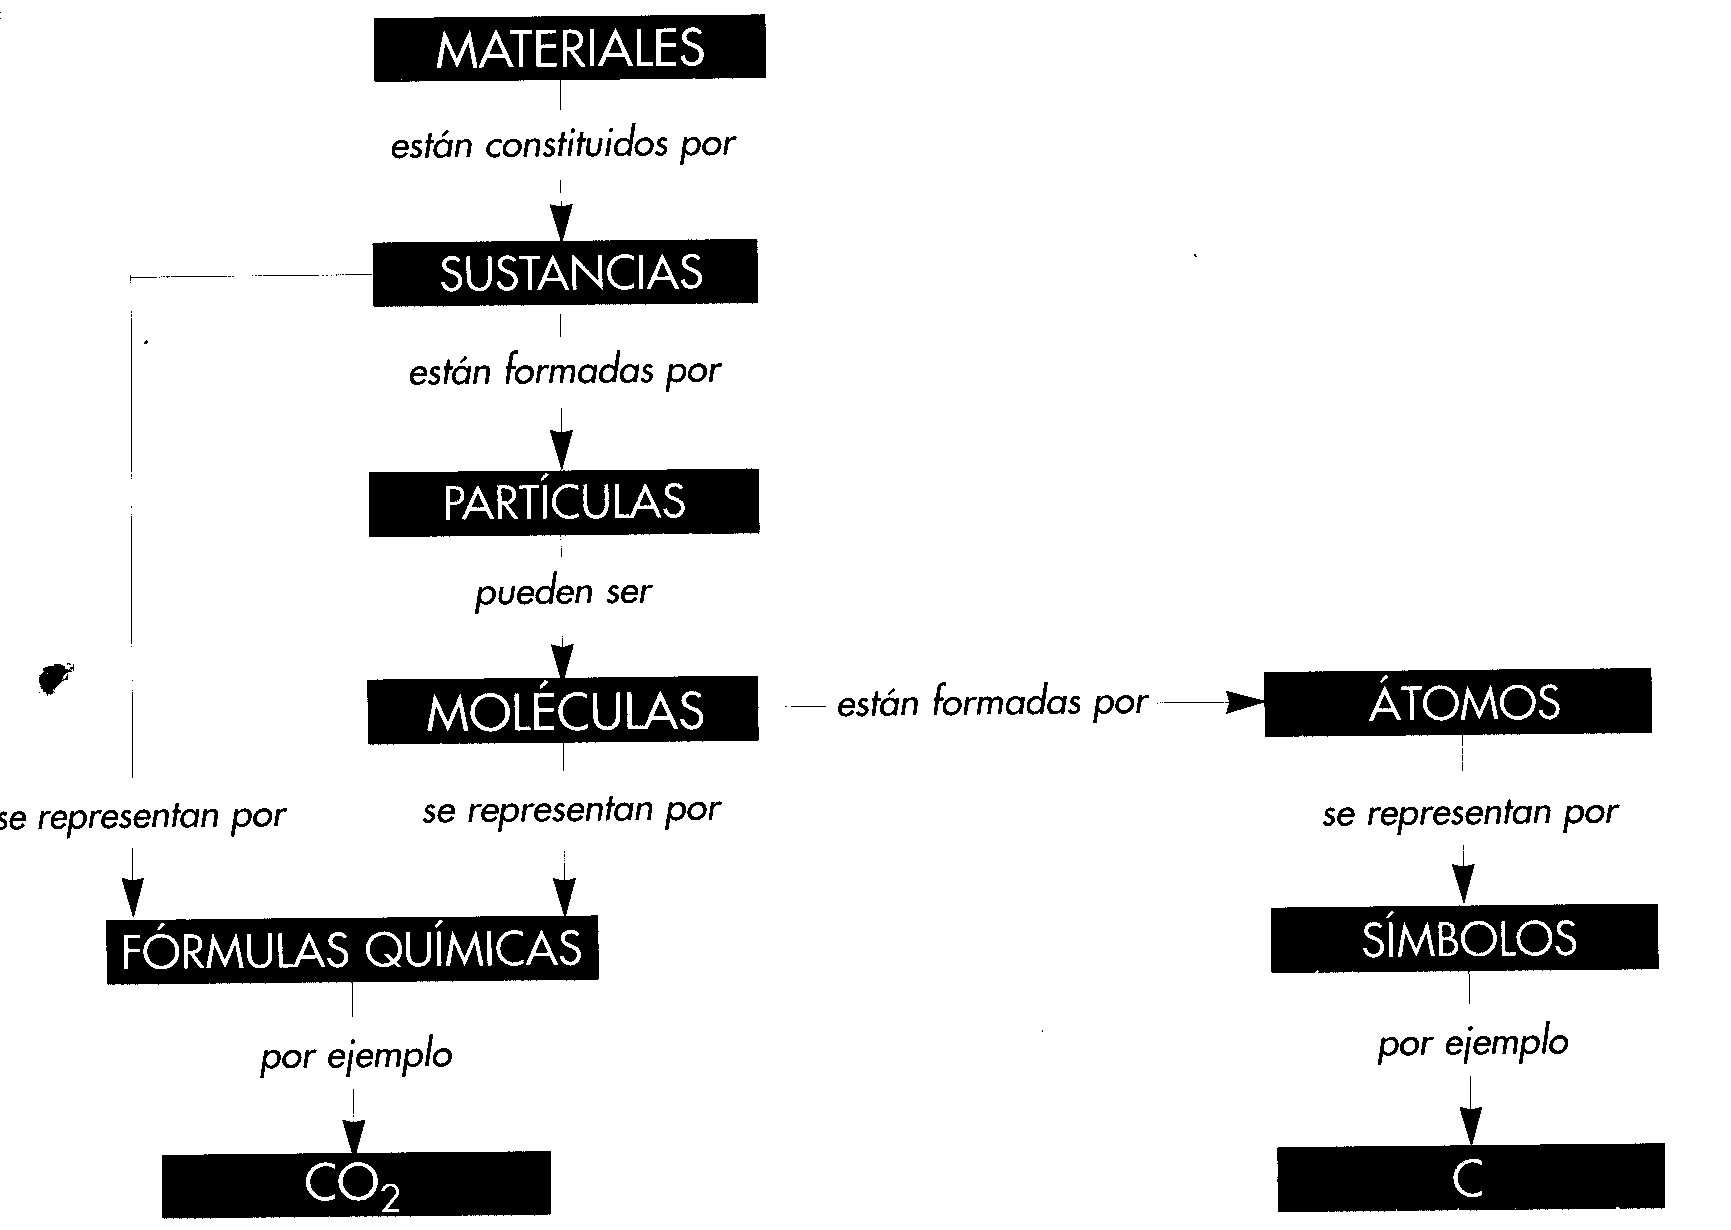 MATERIALES
están constituidos por
SUSTANCIAS
están formadas por
PARTÍCULAS
pueden ser
MOLÉCULAS
están formadas por
ÁTOMOS
se representan por
se representan por
se representan por
FÓRMULAS QUÍMICAS
SÍMBOLOS
por ejemplo
por ejemplo
CO₂
C